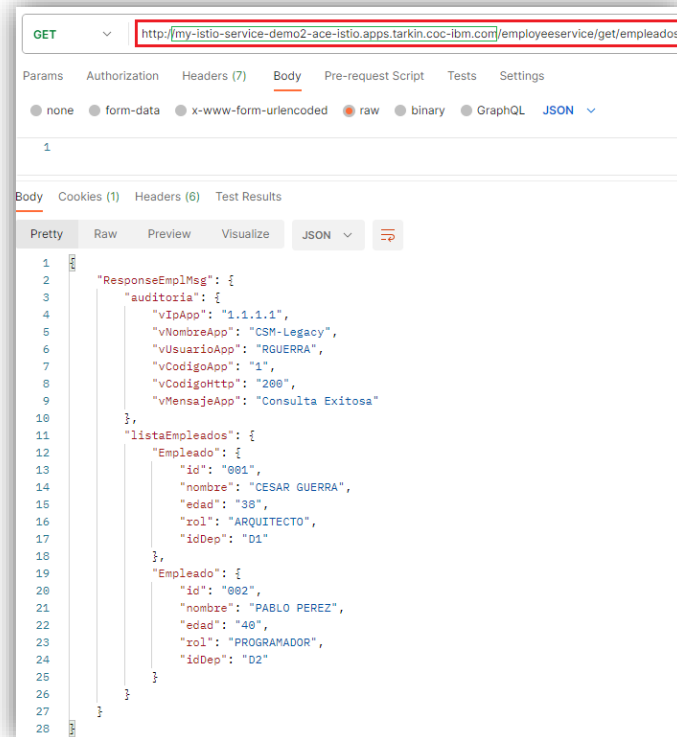 GET http://my-istio-service-demo2-ace-istio.apps.tarkin.coc-ibm.com/employeeservice/get/empleados
Params Authorization Headers (7) Body Pre-request Script Tests Settings
none form-data x-www-form-urlencoded raw binary GraphQL JSON
1
Body Cookies (1) Headers (6) Test Results
Pretty Raw Preview Visualize JSON
1 {
2 "ResponseEmplMsg": {
3 "auditoria": {
4 "vIpApp": "1.1.1.1",
5 "vNombreApp": "CSM-Legacy",
6 "vUsuarioApp": "RGUERRA",
7 "vCodigoApp": "1",
8 "vCodigoHttp": "200",
9 "vMensajeApp": "Consulta Exitosa"
10 },
11 "listaEmpleados": {
12 "Empleado": {
13 "id": "001",
14 "nombre": "CESAR GUERRA",
15 "edad": "38",
16 "rol": "ARQUITECTO",
17 "idDep": "D1"
18 },
19 "Empleado": {
20 "id": "002",
21 "nombre": "PABLO PEREZ",
22 "edad": "40",
23 "rol": "PROGRAMADOR",
24 "idDep": "D2"
25 }
26 }
27 }
28 }